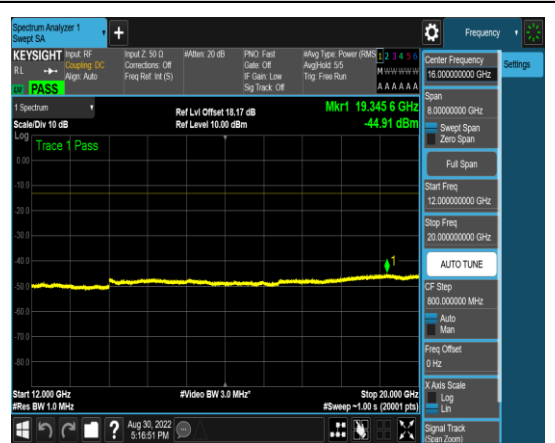 Spectrum Analyzer 1
Swept SA
Frequency
KEYSIGHT
RL
PASS
Input: RF
Coupling: DC
Align: Auto
Input Z: 50 Ω
Corrections: Off
Freq Ref: Int (S)
#Atten: 20 dB
PNO: Fast
Gate: Off
IF Gain: Low
Sig Track: Off
#Avg Type: Power (RMS
Avg|Hold: 5/5
Trig: Free Run
1 2 3 4 5 6
M W W W W W
A A A A A A
1 Spectrum
Scale/Div 10 dB
Log
Ref Lvl Offset 18.17 dB
Ref Level 10.00 dBm
Mkr1 19.345 6 GHz
-44.91 dBm
Trace 1 Pass
0.00
-10.0
-20.0
-30.0
-40.0
-50.0
-60.0
-70.0
-80.0
1
Start 12.000 GHz
#Res BW 1.0 MHz
#Video BW 3.0 MHz*
Stop 20.000 GHz
#Sweep ~1.00 s (20001 pts)
Aug 30, 2022
5:16:51 PM
Center Frequency
16.00000000 GHz
Span
8.00000000 GHz
Swept Span
Zero Span
Full Span
Start Freq
12.000000000 GHz
Stop Freq
20.000000000 GHz
AUTO TUNE
CF Step
800.000000 MHz
Auto
Man
Freq Offset
0 Hz
X Axis Scale
Log
Lin
Signal Track
(Span Zoom)
Settings